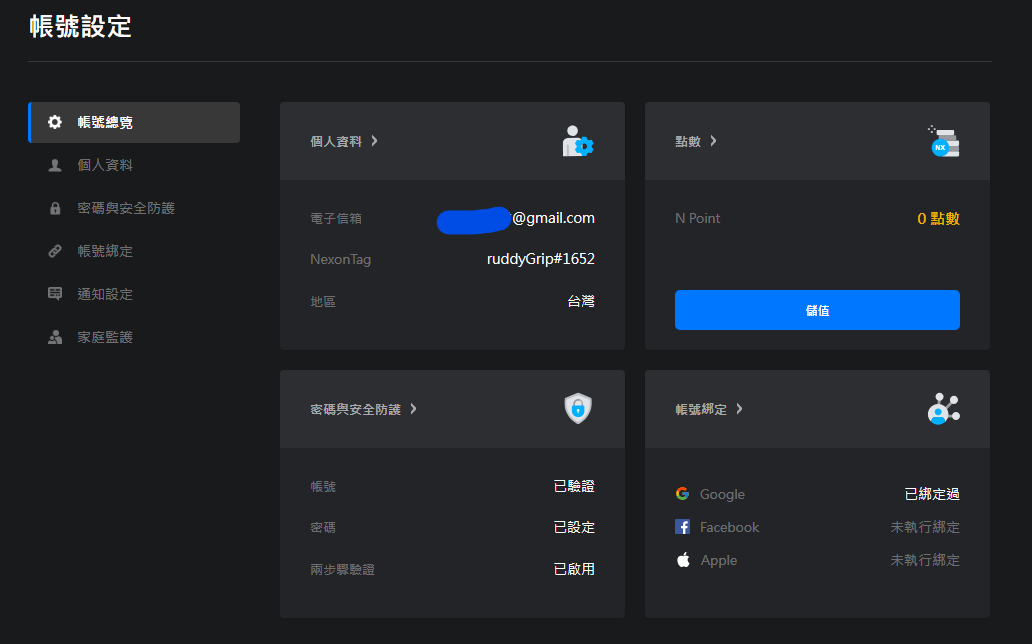 帳號設定
帳號總覽
個人資料
密碼與安全防護
帳號綁定
通知設定
家庭監護
個人資料
電子信箱 @gmail.com
NexonTag ruddyGrip#1652
地區 台灣
點數
NX
N Point 0 點數
儲值
密碼與安全防護
帳號 已驗證
密碼 已設定
兩步驟驗證 已啟用
帳號綁定
Google 已綁定過
Facebook 未執行綁定
Apple 未執行綁定